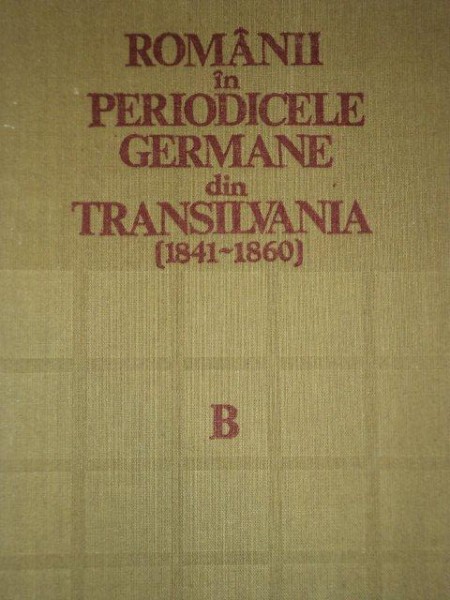 ROMÂNII
în
PERIODICELE
GERMANE
din
TRANSILVANIA
(1841~1860)
B